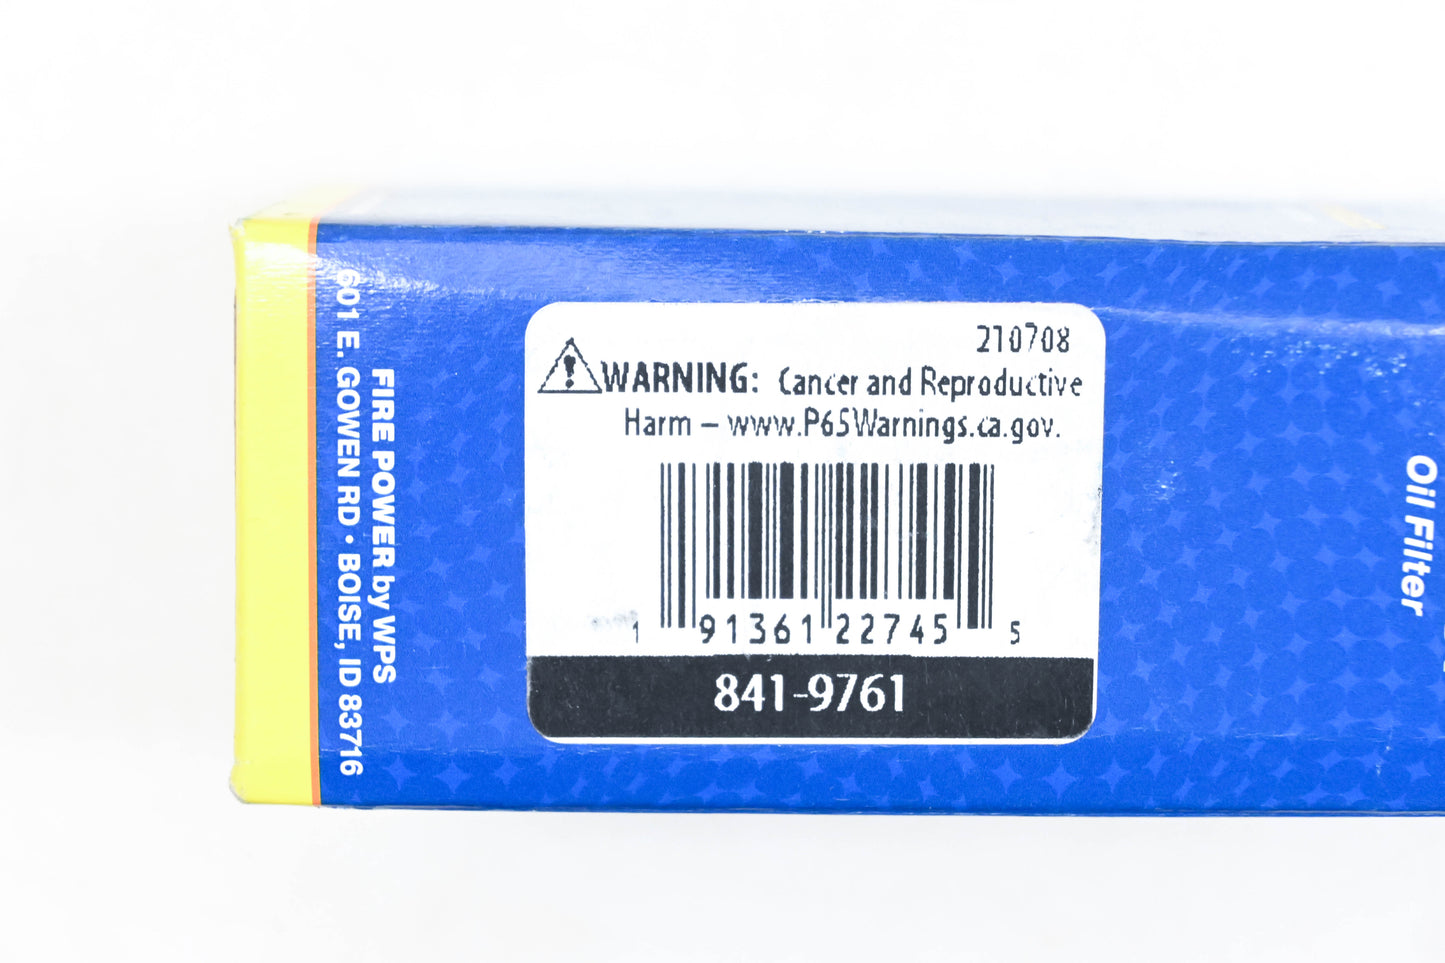 210708
WARNING: Cancer and Reproductive
Harm – www.P65Warnings.ca.gov.
1 91361 22745 5
841-9761
FIRE POWER by WPS
601 E. GOWEN RD • BOISE, ID 83716
Oil Filter